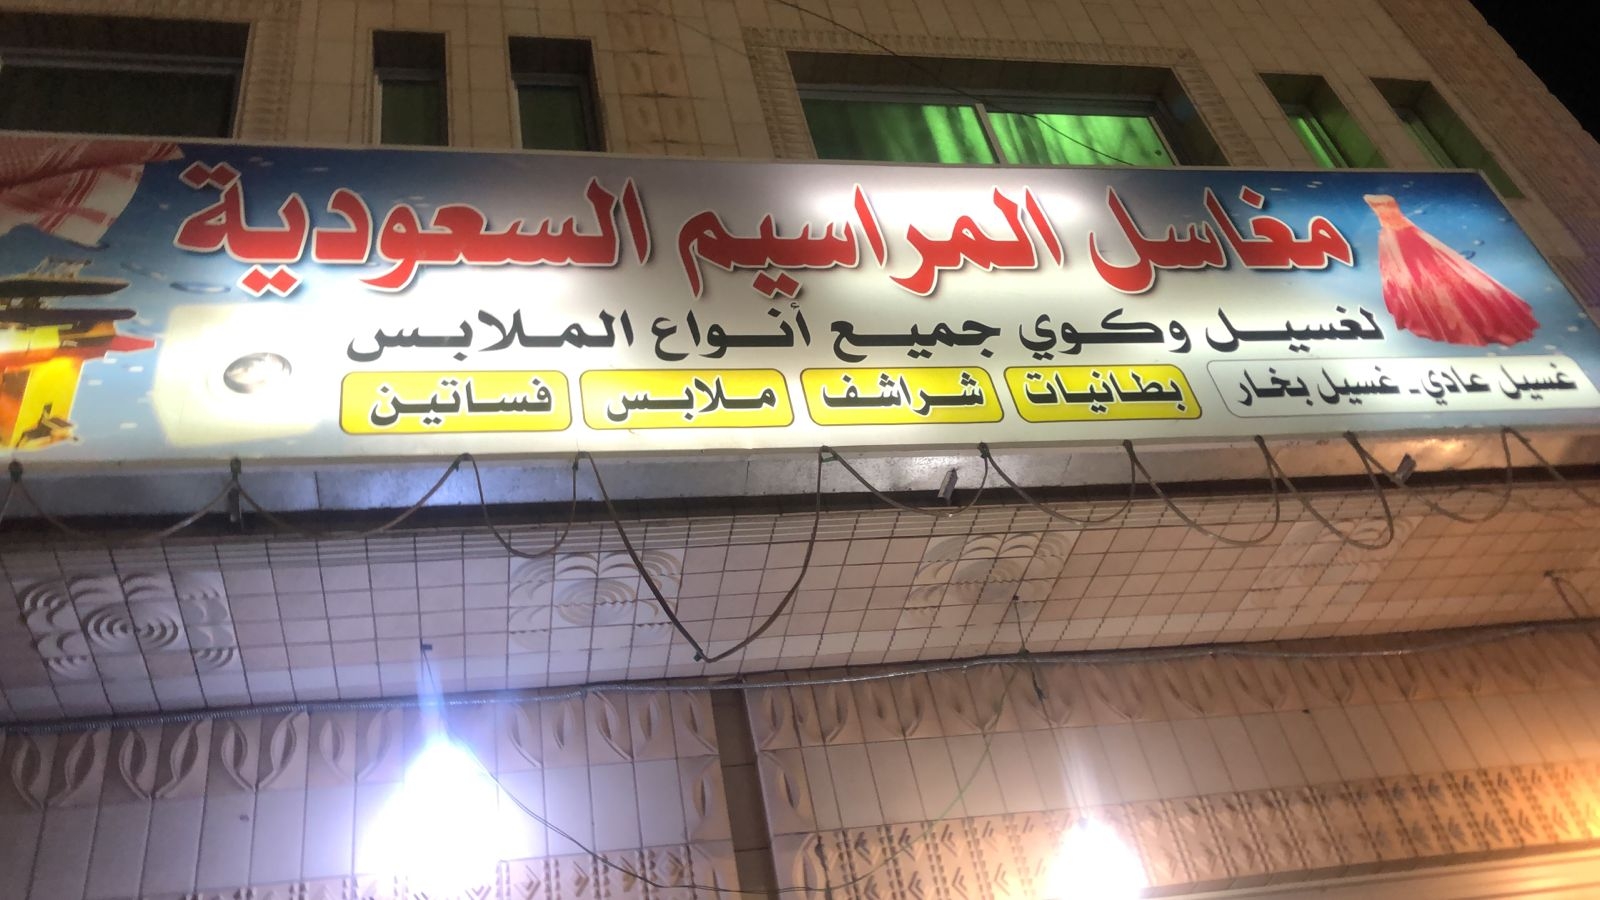 مغاسل المراسيم السعودية
لغسيل وكوي جميع أنواع الملابس
غسيل عادي - غسيل بخار
بطانيات
شراشف
ملابس
فساتين